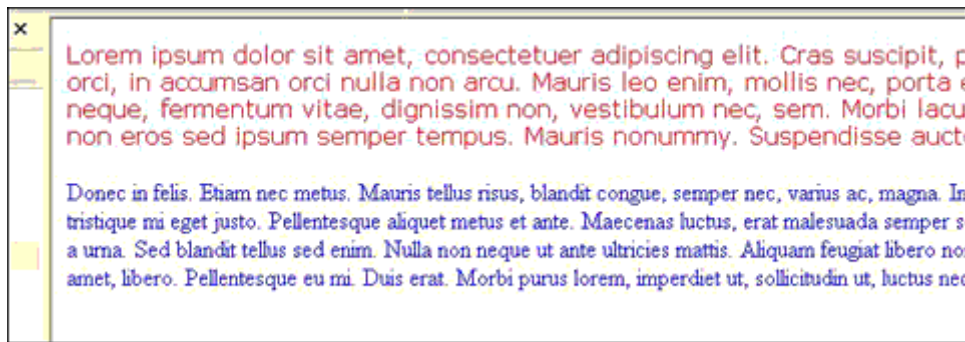 Lorem ipsum dolor sit amet, consectetuer adipiscing elit. Cras suscipit, p
orci, in accumsan orci nulla non arcu. Mauris leo enim, mollis nec, porta e
neque, fermentum vitae, dignissim non, vestibulum nec, sem. Morbi lacu
non eros sed ipsum semper tempus. Mauris nonummy. Suspendisse aucto
Donec in felis. Etiam nec metus. Mauris tellus risus, blandit congue, semper nec, varius ac, magna. In
tristique mi eget justo. Pellentesque aliquet metus et ante. Maecenas luctus, erat malesuada semper s
a urna. Sed blandit tellus sed enim. Nulla non neque ut ante ultricies mattis. Aliquam feugiat libero non
amet, libero. Pellentesque eu mi. Duis erat. Morbi purus lorem, imperdiet ut, sollicitudin ut, luctus nec